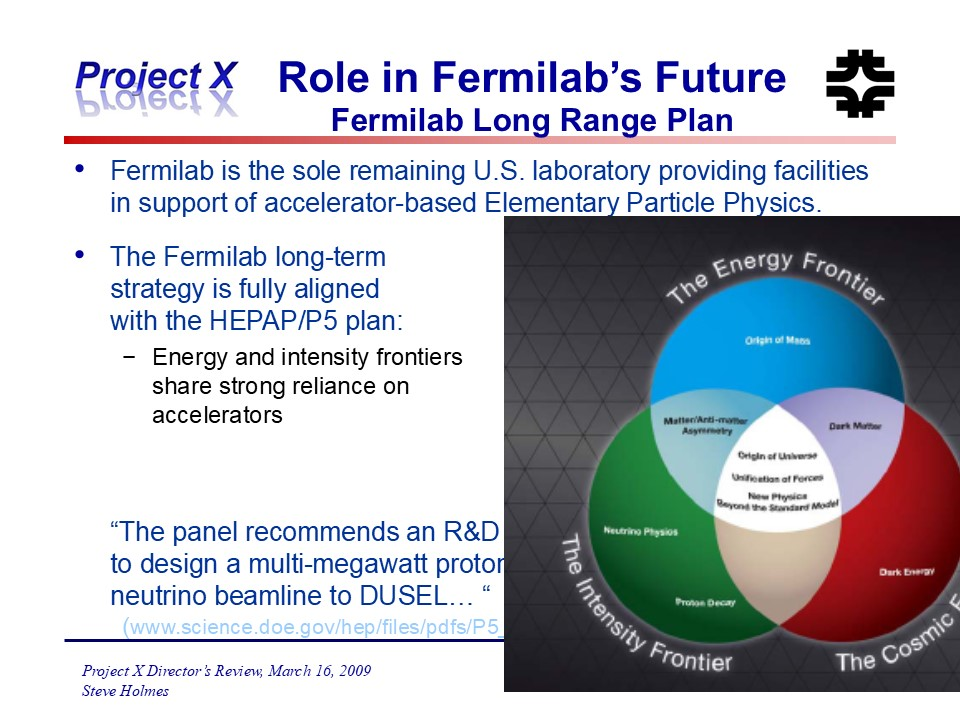 Project X
Role in Fermilab’s Future
Fermilab Long Range Plan
• Fermilab is the sole remaining U.S. laboratory providing facilities
in support of accelerator-based Elementary Particle Physics.
• The Fermilab long-term
strategy is fully aligned
with the HEPAP/P5 plan:
− Energy and intensity frontiers
share strong reliance on
accelerators
“The panel recommends an R&D
to design a multi-megawatt proton
neutrino beamline to DUSEL… “
(www.science.doe.gov/hep/files/pdfs/P5_
The Energy Frontier
Origin of Mass
Matter/Anti-matter
Asymmetry
Dark Matter
Origin of Universe
Unification of Forces
New Physics
Beyond the Standard Model
Neutrino Physics
Dark Energy
Proton Decay
The Intensity Frontier
The Cosmic
Project X Director’s Review, March 16, 2009
Steve Holmes